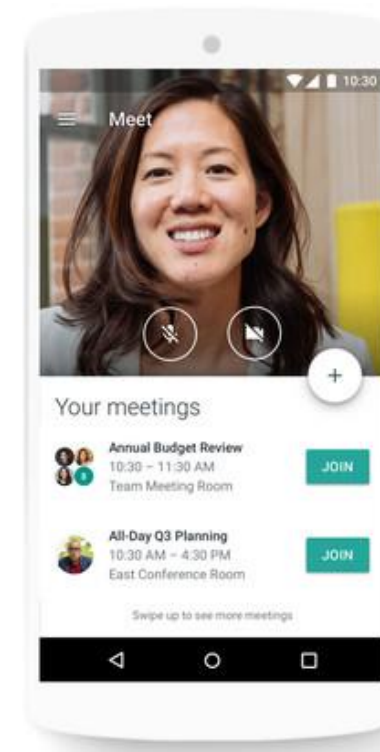 10:30
Meet
Your meetings
Annual Budget Review
10:30 – 11:30 AM
Team Meeting Room
JOIN
All-Day Q3 Planning
10:30 AM – 4:30 PM
East Conference Room
JOIN
Swipe up to see more meetings